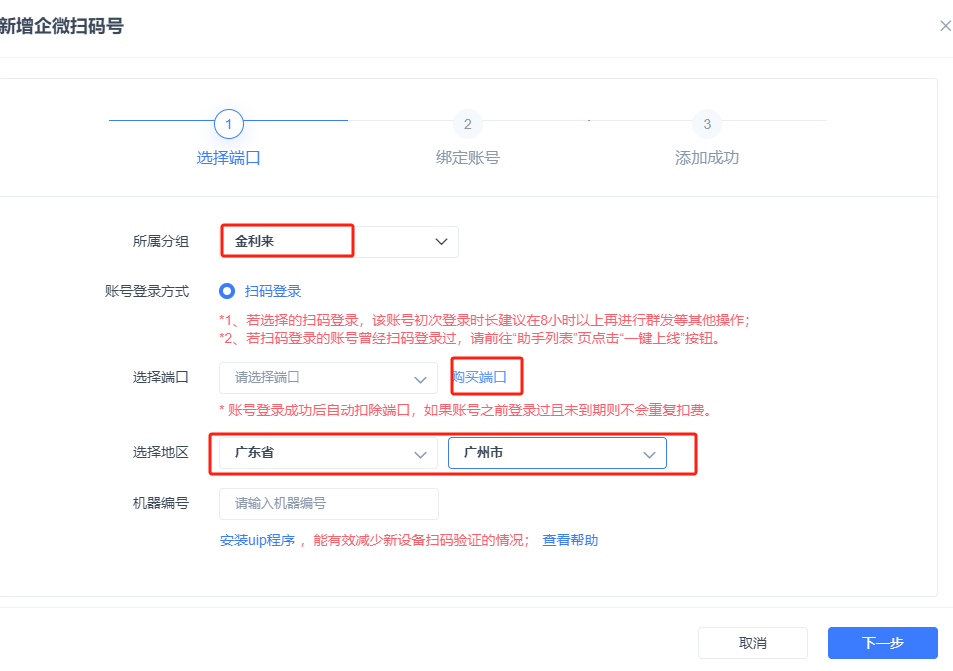 新增企微扫码号
1
2
3
选择端口
绑定账号
添加成功
所属分组
金利来
账号登录方式
扫码登录
*1、若选择的扫码登录，该账号初次登录时长建议在8小时以上再进行群发等其他操作；
*2、若扫码登录的账号曾经扫码登录过，请前往“助手列表”页点击“一键上线”按钮。
选择端口
请选择端口
购买端口
* 账号登录成功后自动扣除端口，如果账号之前登录过且未到期则不会重复扣费。
选择地区
广东省
广州市
机器编号
请输入机器编号
安装uip程序 ，能有效减少新设备扫码验证的情况； 查看帮助
取消
下一步